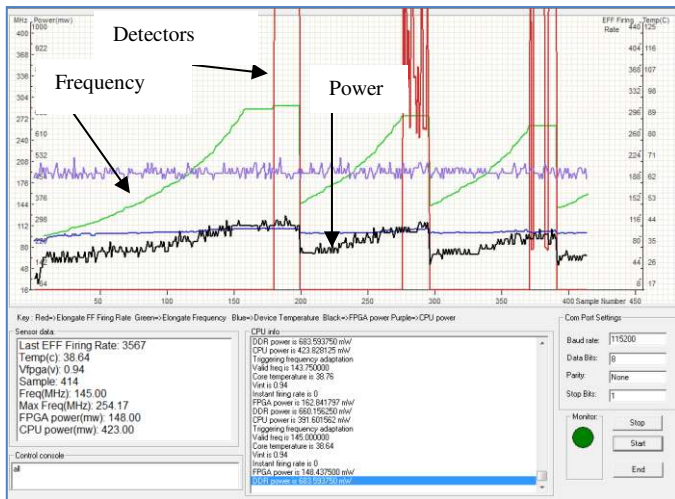 MHz Power(mw)
EFF Firing Rate
Temp(C)
400 1000 440 125
368 922 400 116
336 360 107
304 328 98
272 296 89
240 610 256 80
208 532 224 71
176 454 184 62
144 376 152 53
112 298 116 44
80 220 80 35
48 142 44 26
16 64 6 17
50 100 150 200 250 300 350 400 Sample Number 450
Detectors
Frequency
Power
Key : Red=>Elongate FF Firing Rate Green=>Elongate Frequency Blue=>Device Temperature Black=>FPGA power Purple=>CPU power
Sensor data:
Last EFF Firing Rate: 3567
Temp(c): 38.64
Vfpga(v): 0.94
Sample: 414
Freq(MHz): 145.00
Max Freq(MHz): 254.17
FPGA power(mw): 148.00
CPU power(mw): 423.00
Control console
all
CPU info
DDR power is 683.593750 mW
CPU power is 423.828125 mW
Triggering frequency adaptation
Valid freq is 143.750000
Core temperature is 38.76
Vint is 0.94
Instant firing rate is 0
FPGA power is 162.841797 mW
DDR power is 660.156250 mW
CPU power is 391.601562 mW
Triggering frequency adaptation
Valid freq is 145.000000
Core temperature is 38.64
Vint is 0.94
Instant firing rate is 0
FPGA power is 148.437500 mW
DDR power is 683.593750 mW
Com Port Settings
Baud rate: 115200
Data Bits: 8
Parity: None
Stop Bits: 1
Monitor:
Stop
Start
End